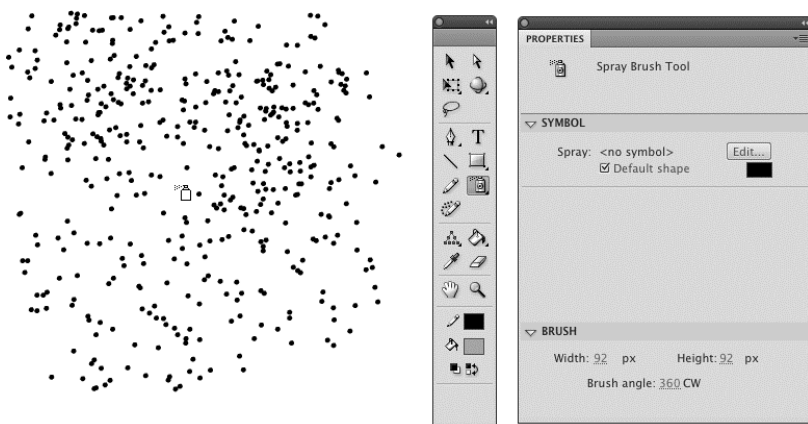 PROPERTIES
Spray Brush Tool
SYMBOL
Spray: <no symbol> Edit...
Default shape
T
BRUSH
Width: 92 px Height: 92 px
Brush angle: 360 CW